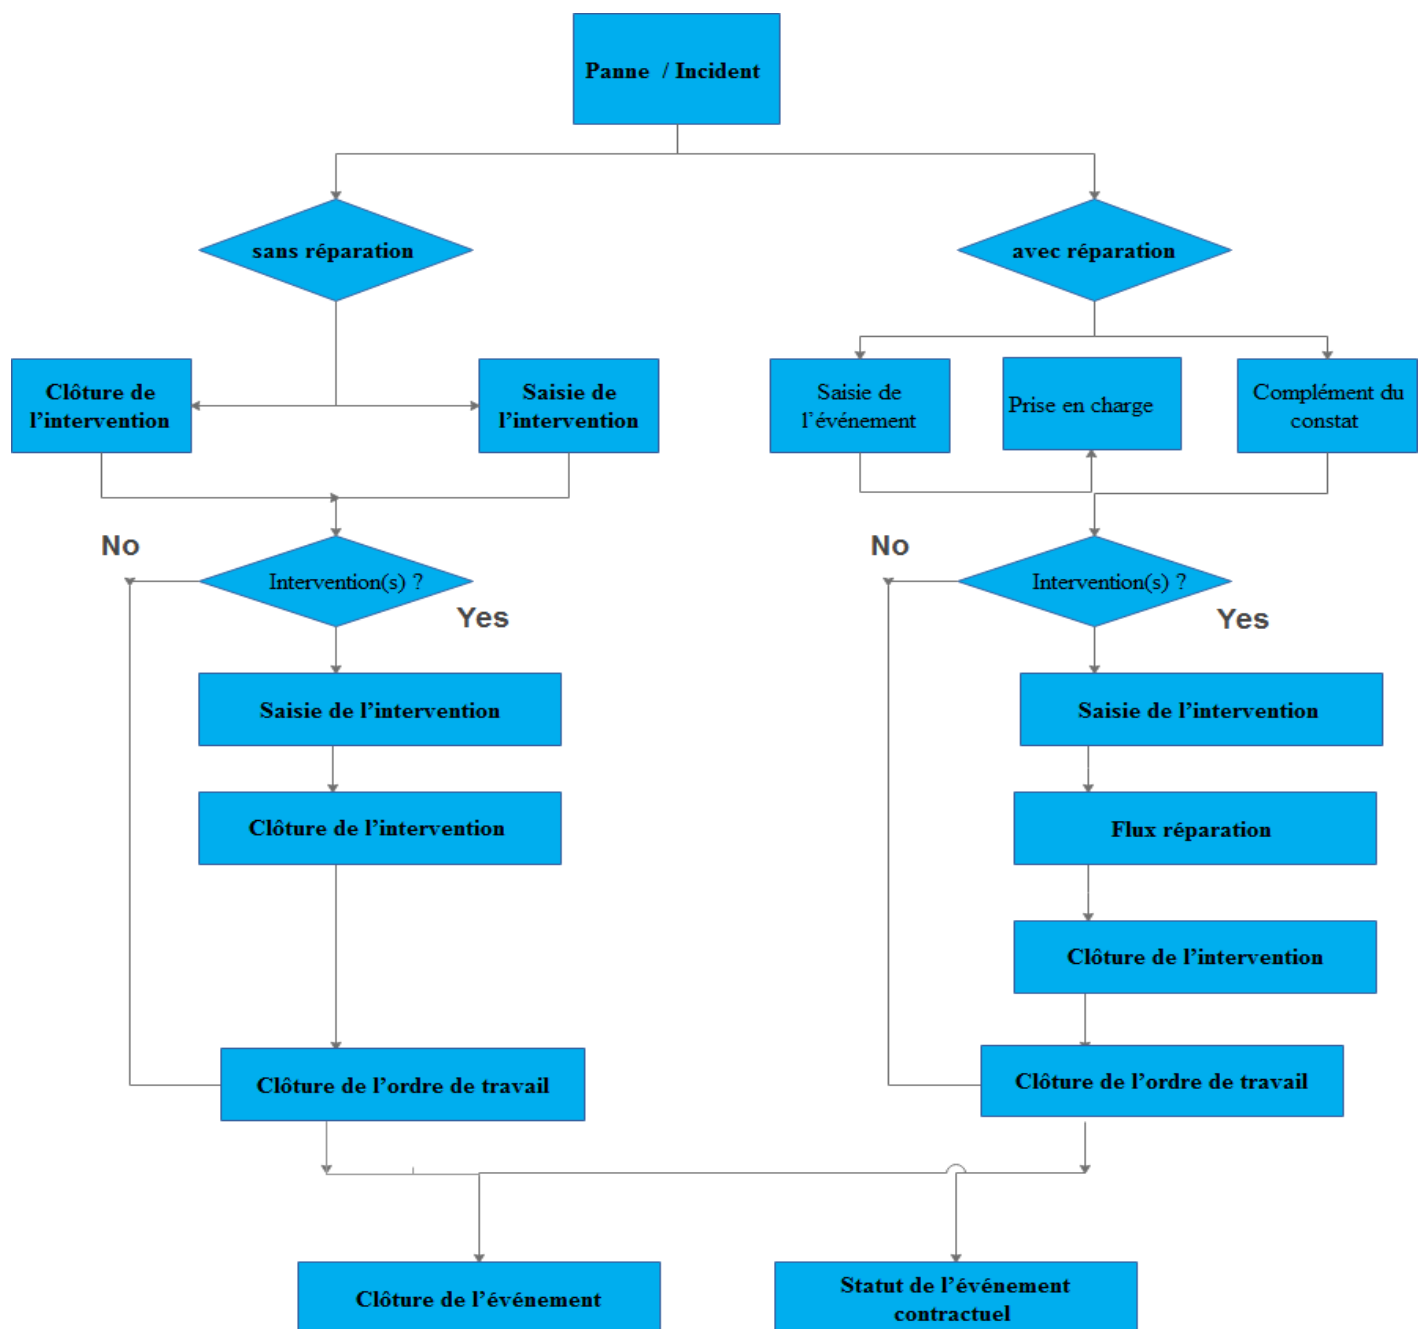 Panne / Incident
sans réparation
avec réparation
Clôture de
l’intervention
Saisie de
l’intervention
Saisie de
l’événement
Prise en charge
Complément du
constat
No
Intervention(s) ?
Yes
No
Intervention(s) ?
Yes
Saisie de l’intervention
Saisie de l’intervention
Clôture de l’intervention
Flux réparation
Clôture de l’intervention
Clôture de l’ordre de travail
Clôture de l’ordre de travail
Clôture de l’événement
Statut de l’événement
contractuel